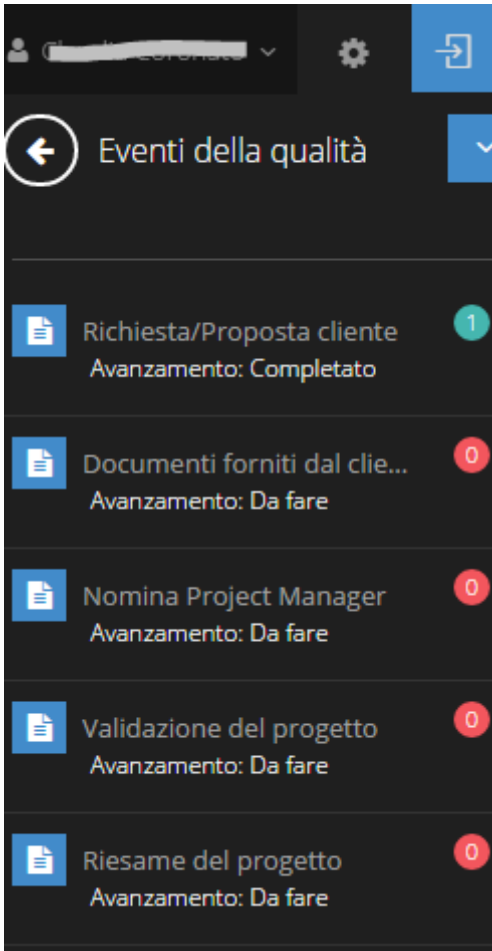 Eventi della qualità
Richiesta/Proposta cliente
1
Avanzamento: Completato
Documenti forniti dal clie...
0
Avanzamento: Da fare
Nomina Project Manager
0
Avanzamento: Da fare
Validazione del progetto
0
Avanzamento: Da fare
Riesame del progetto
0
Avanzamento: Da fare